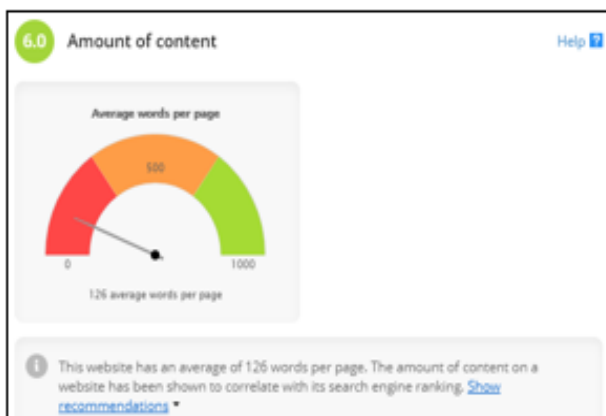 6.0 Amount of content Help ?
Average words per page
500
0 1000
126 average words per page
i This website has an average of 126 words per page. The amount of content on a
website has been shown to correlate with its search engine ranking. Show
recommendations